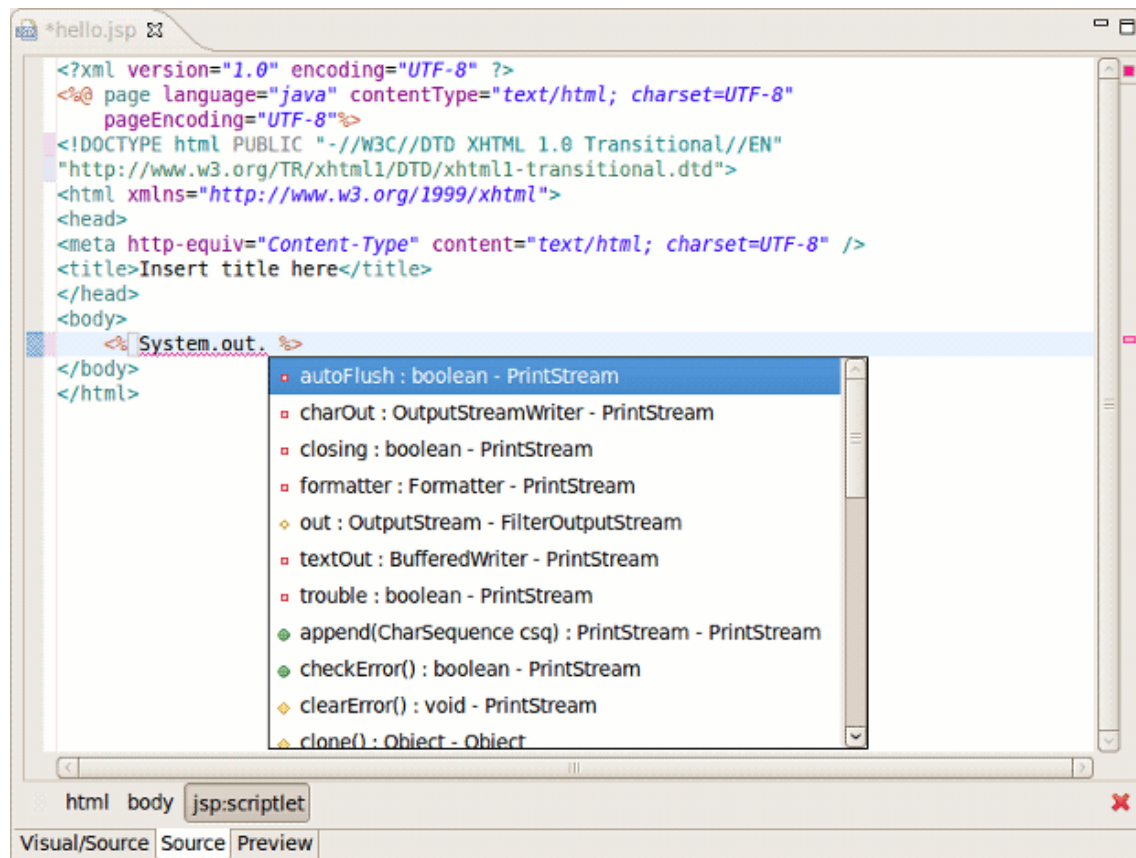 *hello.jsp
<?xml version="1.0" encoding="UTF-8" ?>
<%@ page language="java" contentType="text/html; charset=UTF-8"
    pageEncoding="UTF-8"%>
<!DOCTYPE html PUBLIC "-//W3C//DTD XHTML 1.0 Transitional//EN"
"http://www.w3.org/TR/xhtml1/DTD/xhtml1-transitional.dtd">
<html xmlns="http://www.w3.org/1999/xhtml">
<head>
<meta http-equiv="Content-Type" content="text/html; charset=UTF-8" />
<title>Insert title here</title>
</head>
<body>
    <% System.out. %>
</body>
</html>
autoFlush : boolean - PrintStream
charOut : OutputStreamWriter - PrintStream
closing : boolean - PrintStream
formatter : Formatter - PrintStream
out : OutputStream - FilterOutputStream
textOut : BufferedWriter - PrintStream
trouble : boolean - PrintStream
append(CharSequence csq) : PrintStream - PrintStream
checkError() : boolean - PrintStream
clearError() : void - PrintStream
clone() : Object - Object
html body jsp:scriptlet
Visual/Source Source Preview